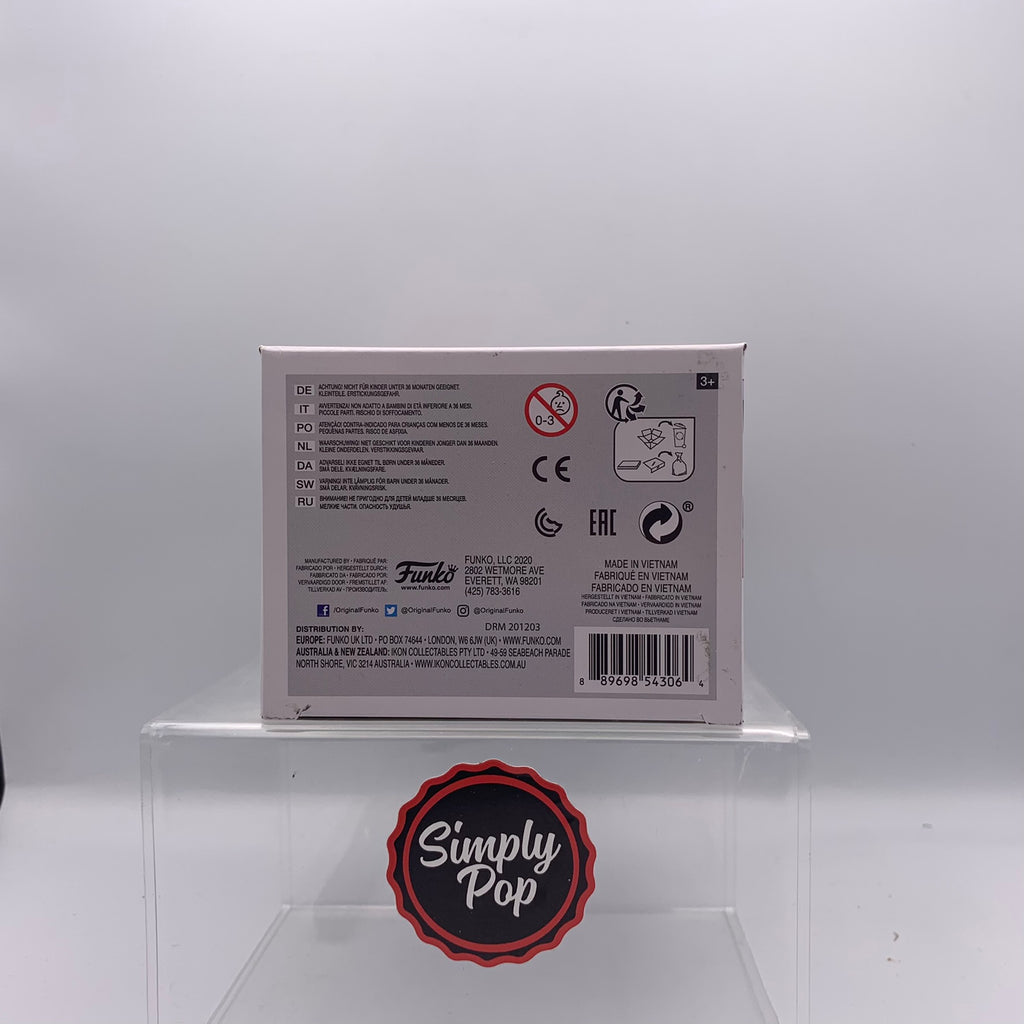 3+
DE ACHTUNG! NICHT FÜR KINDER UNTER 36 MONATEN GEEIGNET.
KLEINTEILE. ERSTICKUNGSGEFAHR.
IT AVVERTENZA! NON ADATTO A BAMBINI DI ETÀ INFERIORE A 36 MESI.
PICCOLE PARTI. RISCHIO DI SOFFOCAMENTO.
PO ATENÇÃO! CONTRA-INDICADO PARA CRIANÇAS COM MENOS DE 36 MESES.
PEQUENAS PARTES. RISCO DE ASFIXIA.
NL WAARSCHUWING! NIET GESCHIKT VOOR KINDEREN JONGER DAN 36 MAANDEN.
KLEINE ONDERDELEN. VERSTIKKINGSGEVAAR.
DA ADVARSEL! IKKE EGNET TIL BØRN UNDER 36 MÅNEDER.
SMÅ DELE. KVÆLNINGSFARE.
SW VARNING! INTE LÄMPLIG FÖR BARN UNDER 36 MÅNADER.
SMÅ DELAR. KVÄVNINGSRISK.
RU ВНИМАНИЕ! НЕ ПРИГОДНО ДЛЯ ДЕТЕЙ МЛАДШЕ 36 МЕСЯЦЕВ.
МЕЛКИЕ ЧАСТИ. ОПАСНОСТЬ УДУШЬЯ.
0-3
CE
EAC
®
MANUFACTURED BY • FABRIQUÉ PAR:
FABRICADO POR • HERGESTELLT DURCH:
FABBRICATO DA • FABRICADO POR:
VERVAARDIGD DOOR • FREMSTILLET AF:
TILLVERKAD AV • ПРОИЗВОДИТЕЛЬ:
Funko
www.funko.com
FUNKO, LLC 2020
2802 WETMORE AVE
EVERETT, WA 98201
(425) 783-3616
MADE IN VIETNAM
FABRIQUÉ EN VIETNAM
FABRICADO EN VIETNAM
HERGESTELLT IN VIETNAM • FABBRICATO IN VIETNAM
FABRICADO NA VIETNAM • VERVAARDIGD IN VIETNAM
PRODUCERET I VIETNAM • TILLVERKAD I VIETNAM
СДЕЛАНО ВО ВЬЕТНАМЕ
/OriginalFunko @OriginalFunko @OriginalFunko
DRM 201203
DISTRIBUTION BY:
EUROPE: FUNKO UK LTD • PO BOX 74644 • LONDON, W6 6JW (UK) • WWW.FUNKO.COM
AUSTRALIA & NEW ZEALAND: IKON COLLECTABLES PTY LTD • 49-59 SEABEACH PARADE
NORTH SHORE, VIC 3214 AUSTRALIA • WWW.IKONCOLLECTABLES.COM.AU
8 89698 54306 4
Simply
Pop